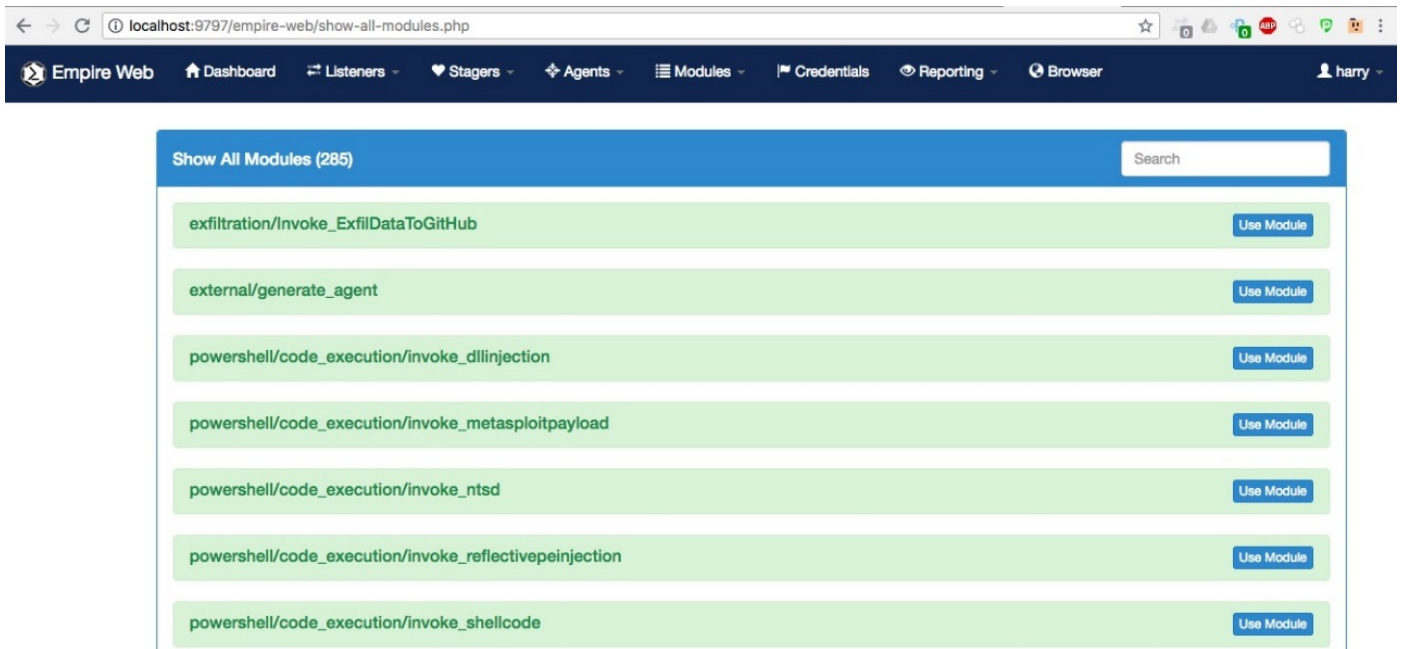 localhost:9797/empire-web/show-all-modules.php
0 0 ABP
Empire Web Dashboard Listeners Stagers Agents Modules Credentials Reporting Browser harry
Show All Modules (285) Search
exfiltration/Invoke_ExfilDataToGitHub Use Module
external/generate_agent Use Module
powershell/code_execution/invoke_dllinjection Use Module
powershell/code_execution/invoke_metasploitpayload Use Module
powershell/code_execution/invoke_ntsd Use Module
powershell/code_execution/invoke_reflectivepeinjection Use Module
powershell/code_execution/invoke_shellcode Use Module